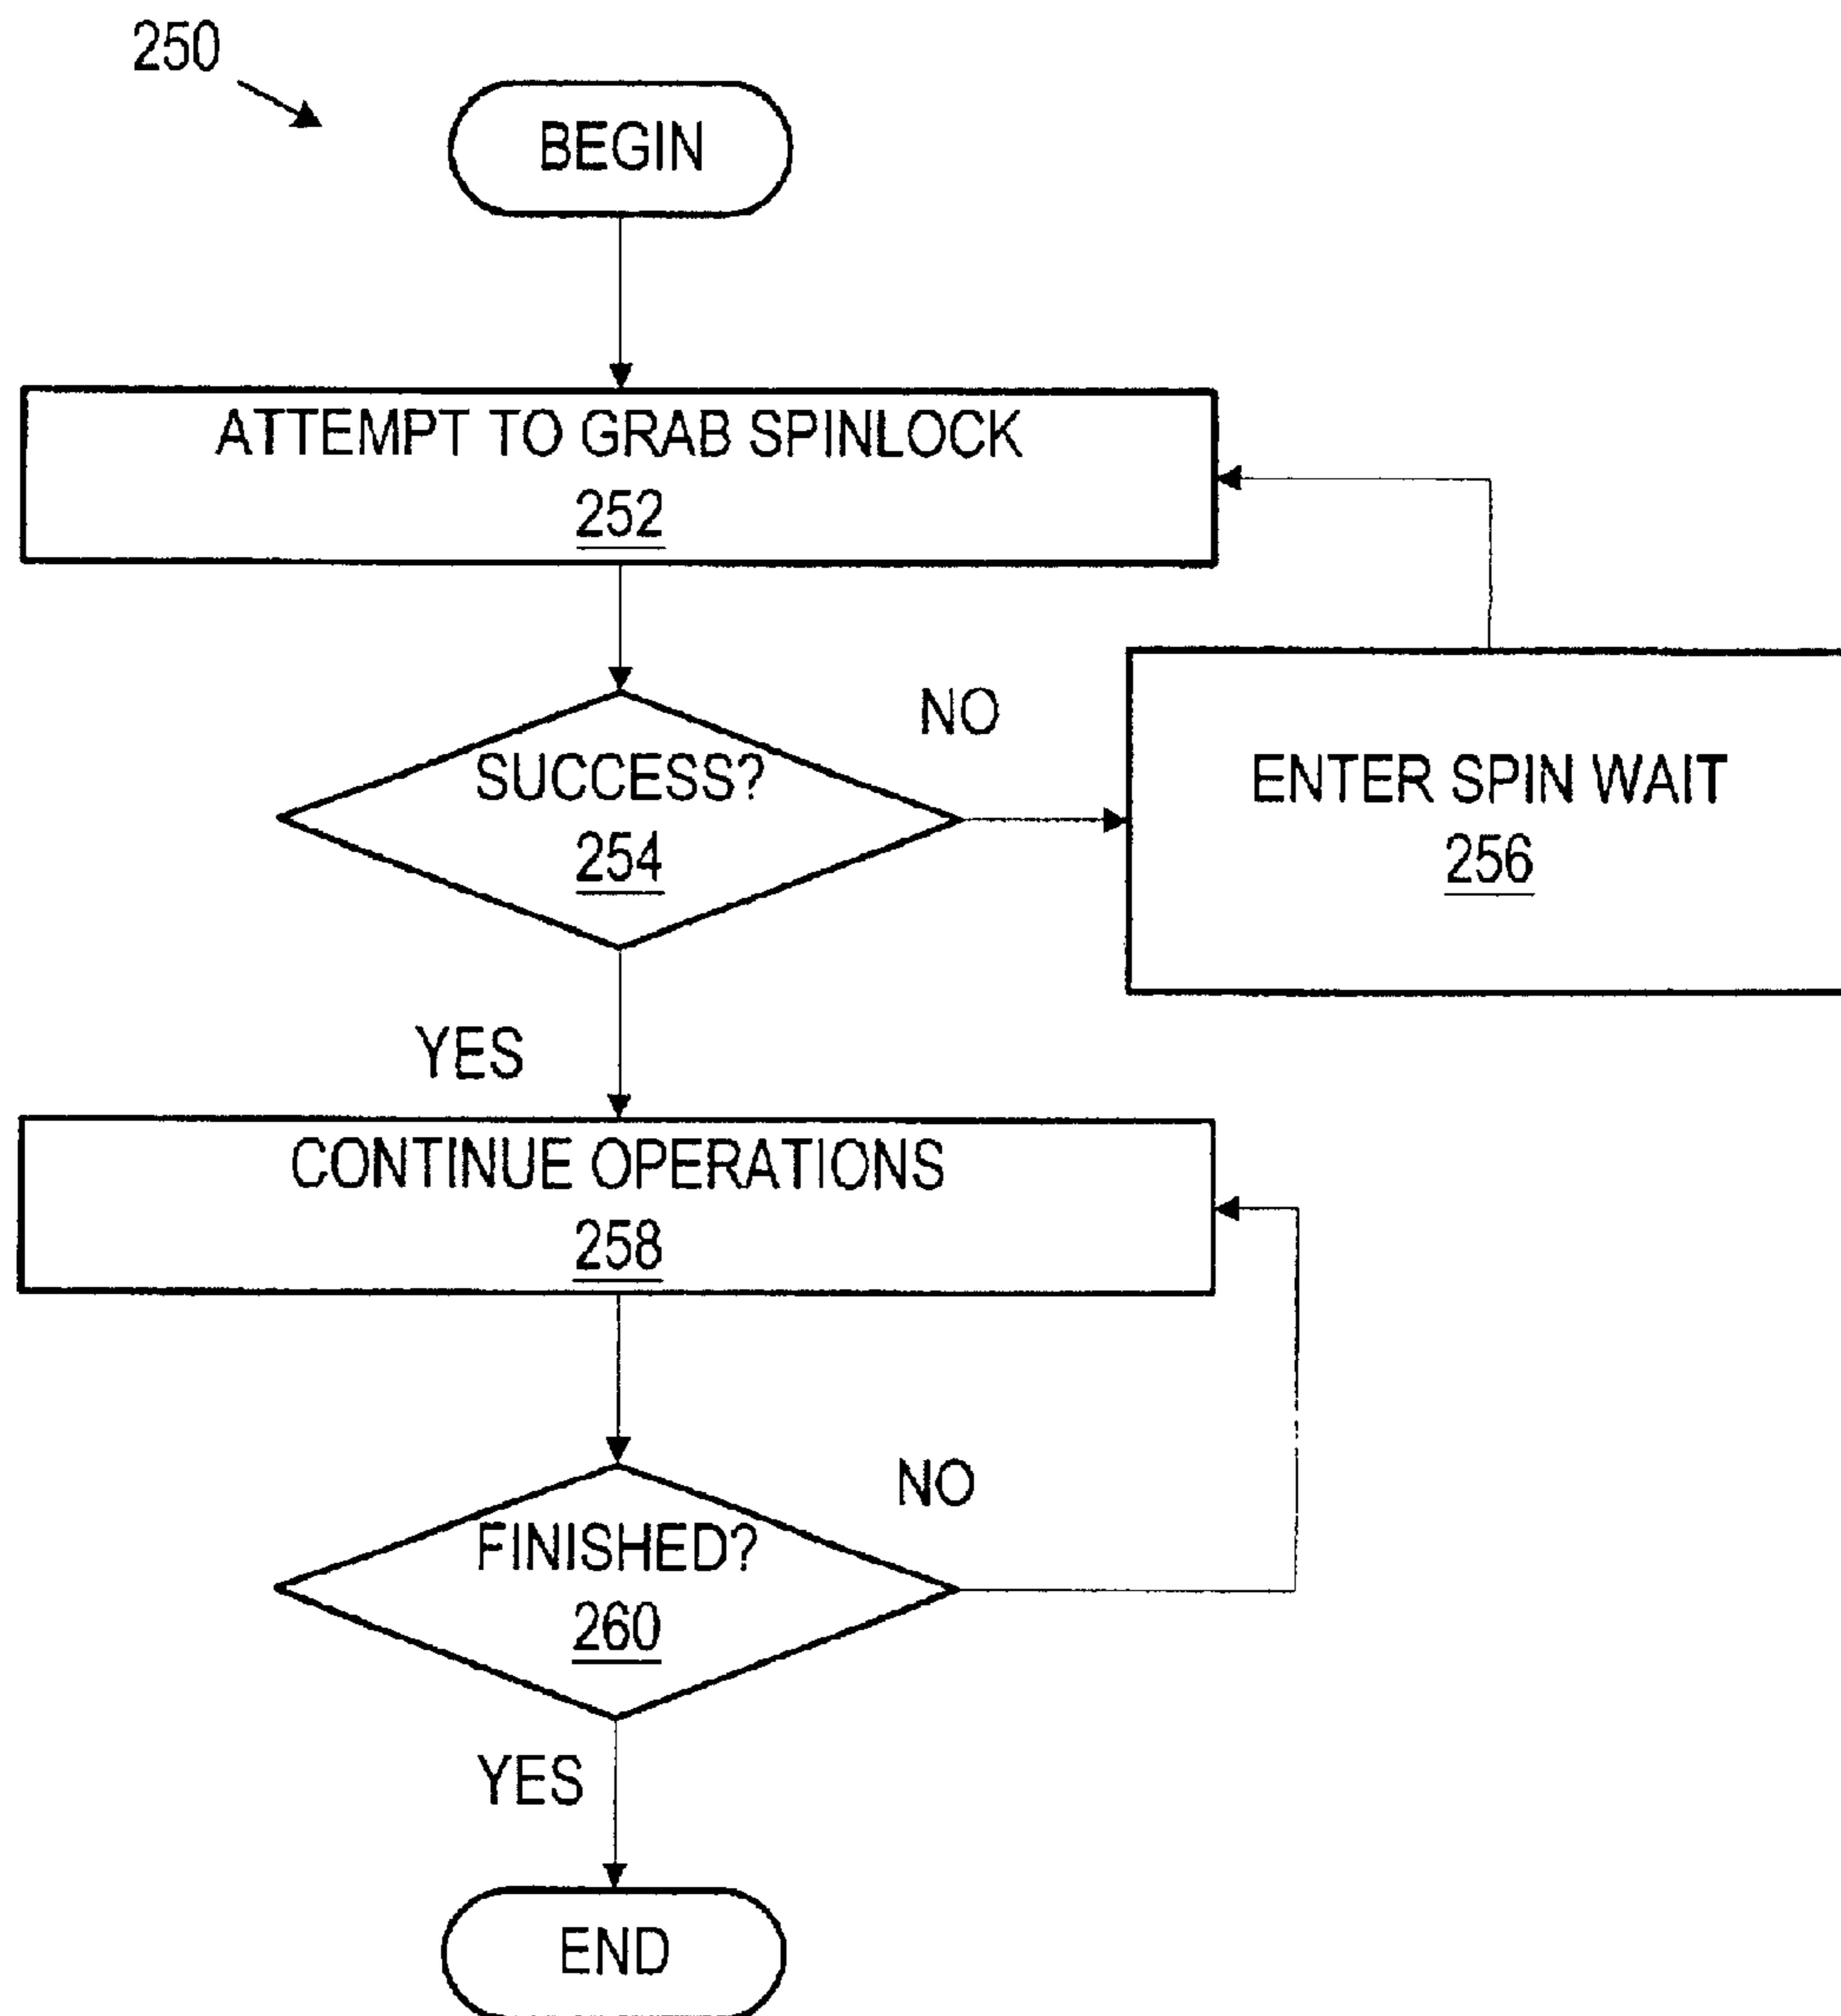 250
BEGIN
ATTEMPT TO GRAB SPINLOCK
252
SUCCESS?
254
NO
ENTER SPIN WAIT
256
YES
CONTINUE OPERATIONS
258
FINISHED?
260
NO
YES
END